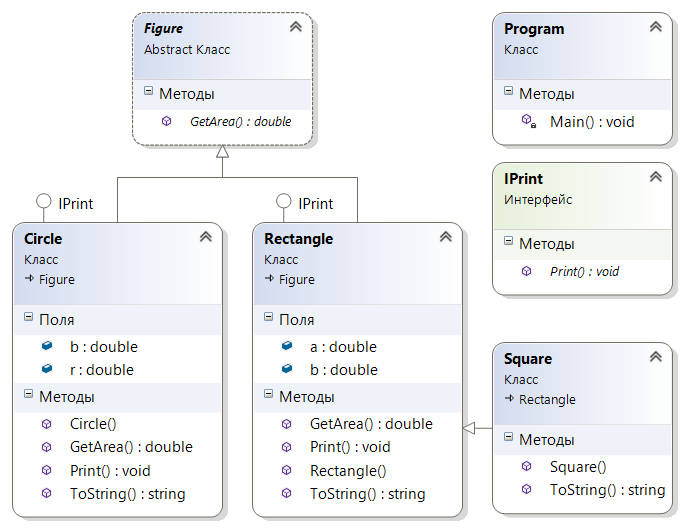 Figure
Abstract Класс
Методы
GetArea() : double
Program
Класс
Методы
Main() : void
IPrint
Интерфейс
Методы
Print() : void
IPrint
Circle
Класс
Figure
Поля
b : double
r : double
Методы
Circle()
GetArea() : double
Print() : void
ToString() : string
IPrint
Rectangle
Класс
Figure
Поля
a : double
b : double
Методы
GetArea() : double
Print() : void
Rectangle()
ToString() : string
Square
Класс
Rectangle
Методы
Square()
ToString() : string